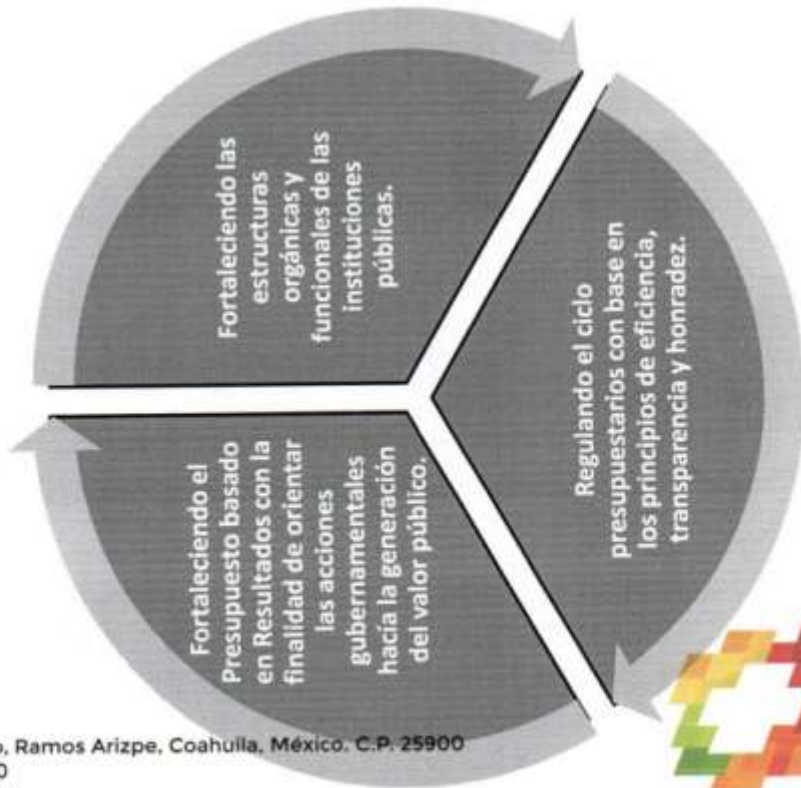 Fortaleciendo las
estructuras
orgánicas y
funcionales de las
instituciones
públicas.
Regulando el ciclo
presupuestarios con base en
los principios de eficiencia,
transparencia y honradez.
Fortaleciendo el
Presupuesto basado
en Resultados con la
finalidad de orientar
las acciones
gubernamentales
hacía la generación
del valor público.
, Ramos Arizpe, Coahuila, México. C.P. 25900